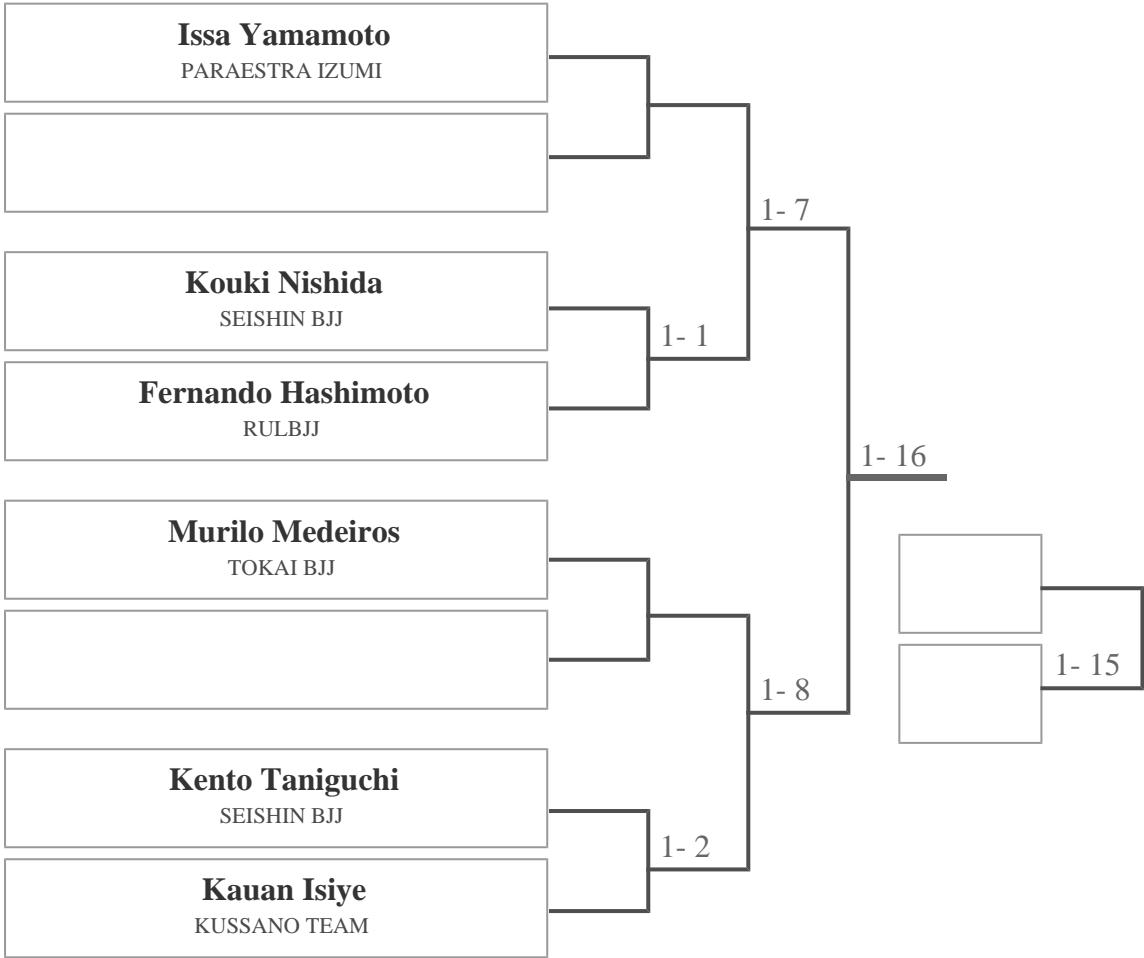 Issa Yamamoto
PARAESTRA IZUMI
1- 7
Kouki Nishida
SEISHIN BJJ
1- 1
Fernando Hashimoto
RULBJJ
1- 16
Murilo Medeiros
TOKAI BJJ
1- 15
1- 8
Kento Taniguchi
SEISHIN BJJ
1- 2
Kauan Isiye
KUSSANO TEAM